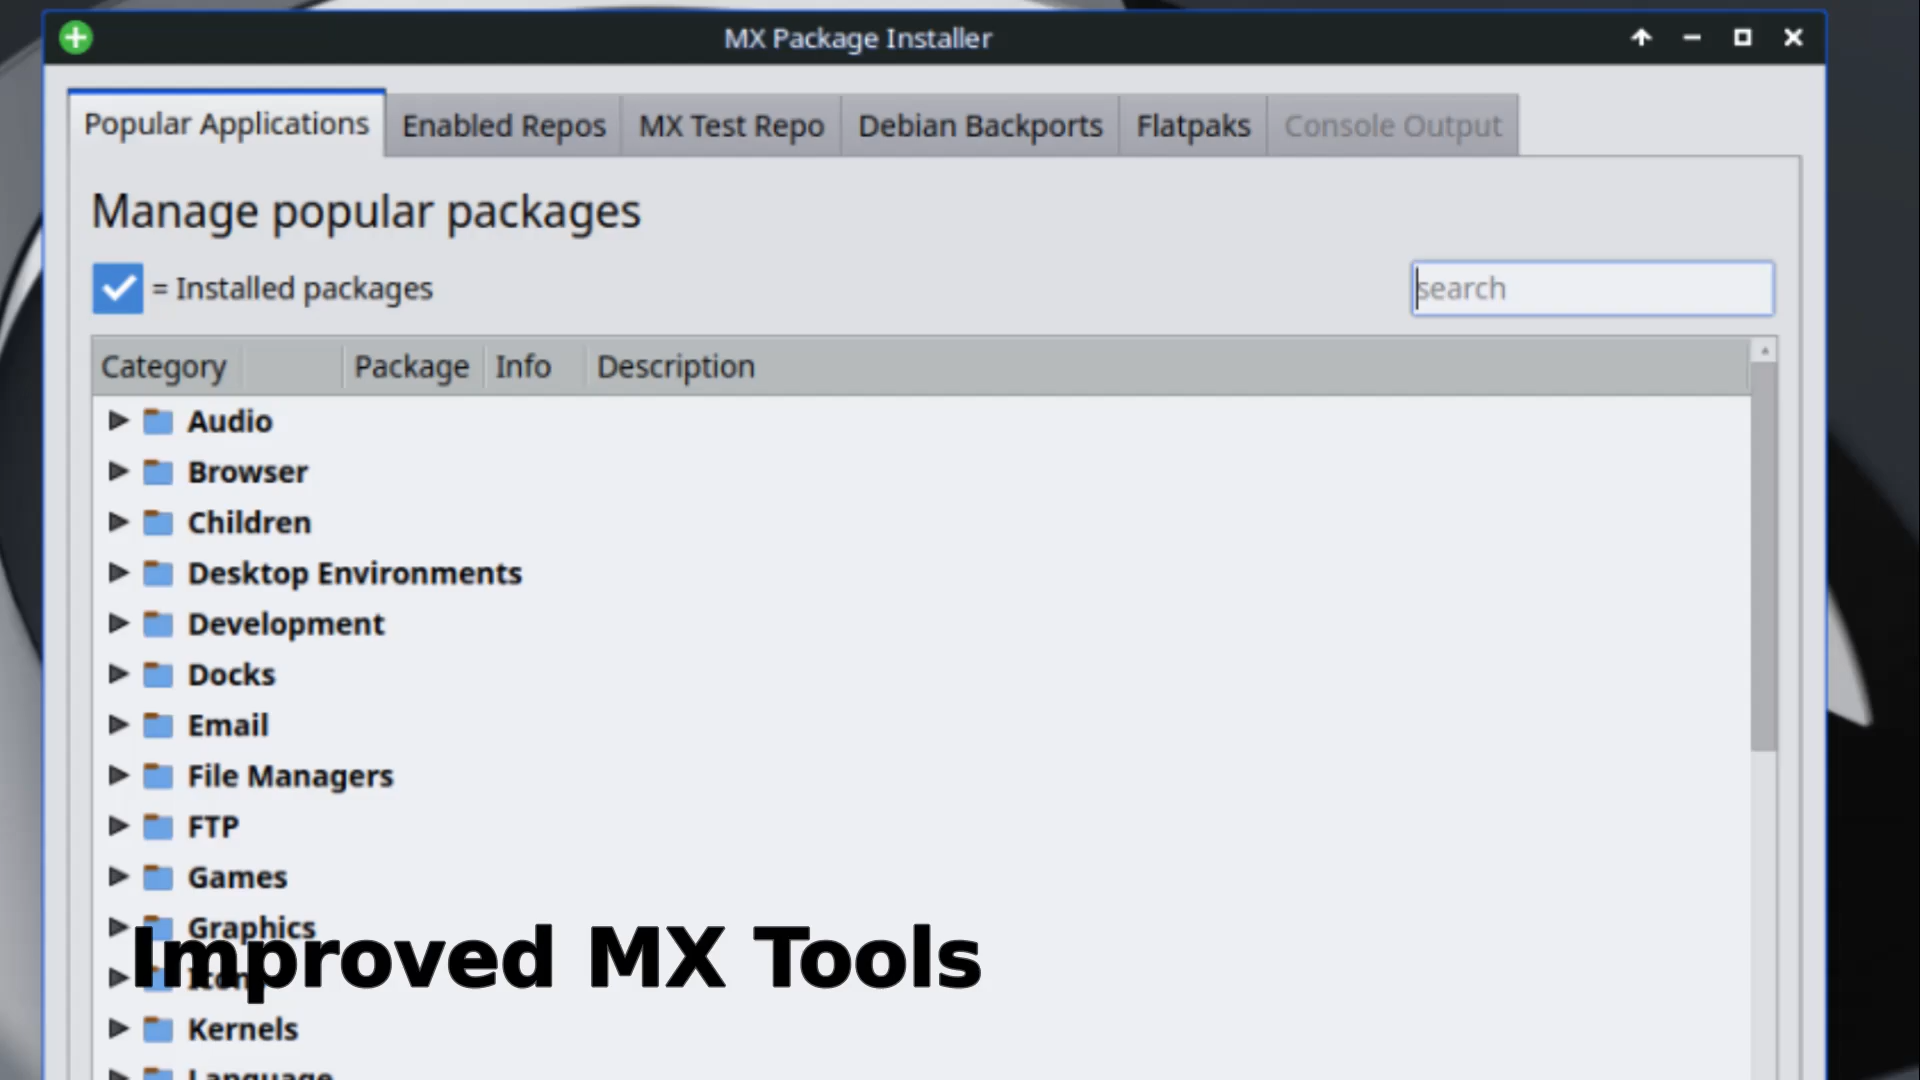 MX Package Installer
Popular Applications Enabled Repos MX Test Repo Debian Backports Flatpaks Console Output
Manage popular packages
= Installed packages search
Category Package Info Description
Audio
Browser
Children
Desktop Environments
Development
Docks
Email
File Managers
FTP
Games
Graphics
Improved MX Tools
Kernels
Language